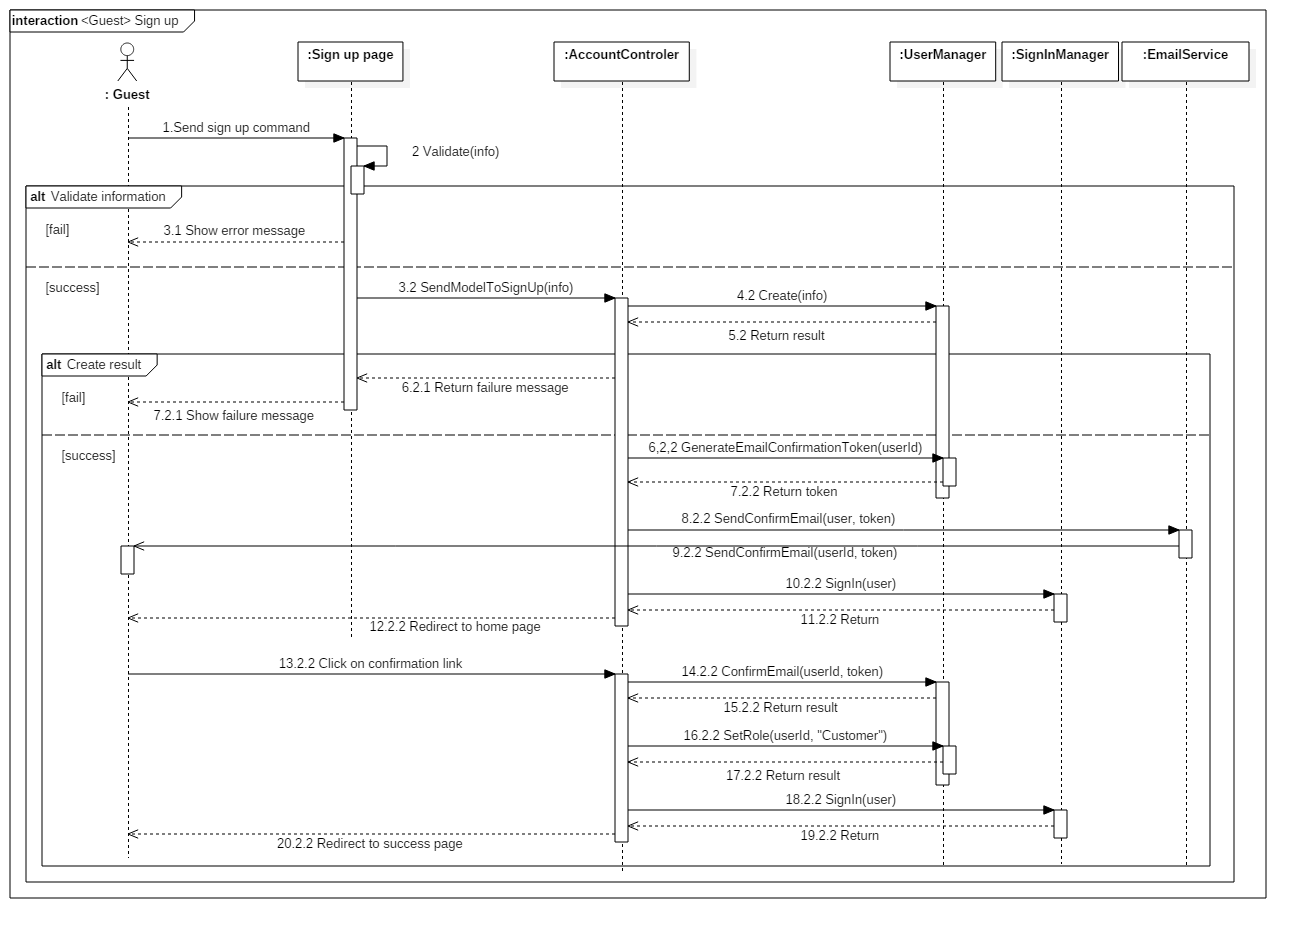 interaction <Guest> Sign up
: Guest
:Sign up page
:AccountControler
:UserManager
:SignInManager
:EmailService
1.Send sign up command
2 Validate(info)
alt Validate information
[fail]
3.1 Show error message
[success]
3.2 SendModelToSignUp(info)
4.2 Create(info)
5.2 Return result
alt Create result
[fail]
6.2.1 Return failure message
7.2.1 Show failure message
[success]
6,2,2 GenerateEmailConfirmationToken(userId)
7.2.2 Return token
8.2.2 SendConfirmEmail(user, token)
9.2.2 SendConfirmEmail(userId, token)
10.2.2 SignIn(user)
11.2.2 Return
12.2.2 Redirect to home page
13.2.2 Click on confirmation link
14.2.2 ConfirmEmail(userId, token)
15.2.2 Return result
16.2.2 SetRole(userId, "Customer")
17.2.2 Return result
18.2.2 SignIn(user)
19.2.2 Return
20.2.2 Redirect to success page